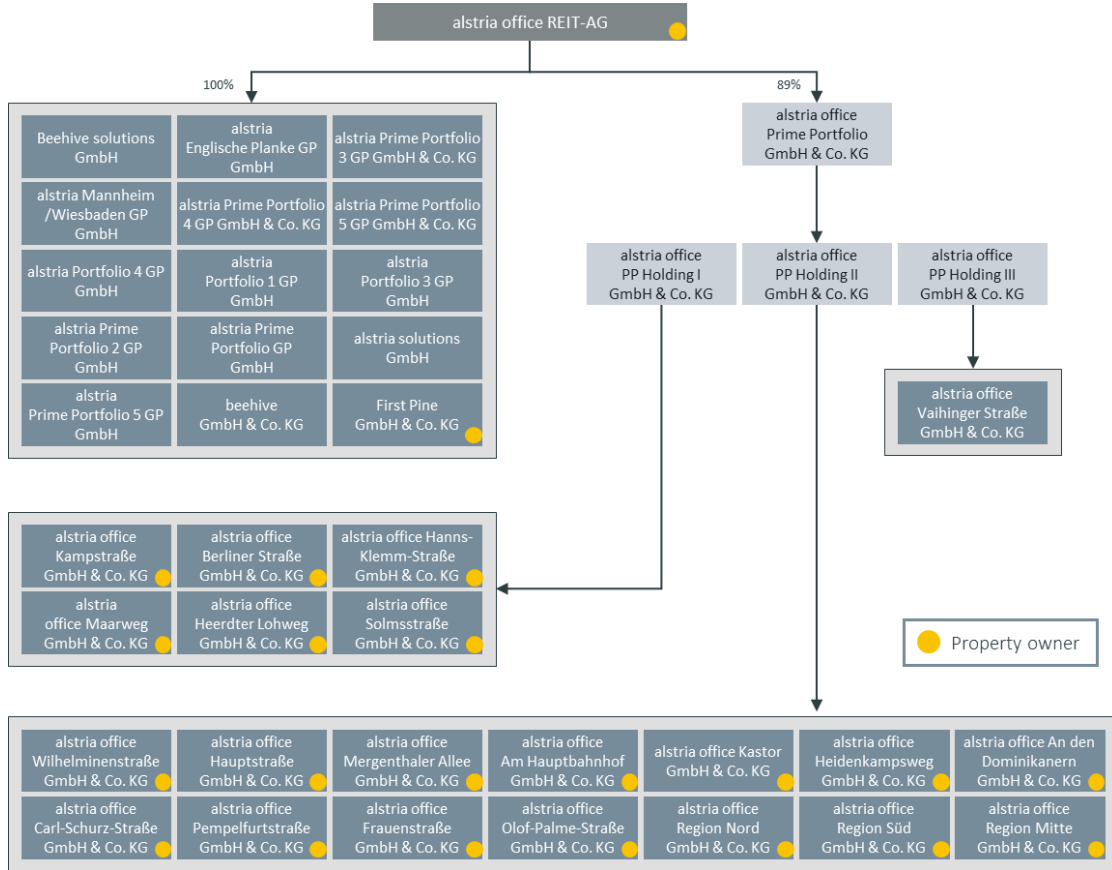 alstria office REIT-AG
100%
89%
Beehive solutions
GmbH
alstria
Englische Planke GP
GmbH
alstria Prime Portfolio
3 GP GmbH & Co. KG
alstria Mannheim
/Wiesbaden GP
GmbH
alstria Prime Portfolio
4 GP GmbH & Co. KG
alstria Prime Portfolio
5 GP GmbH & Co. KG
alstria Portfolio 4 GP
GmbH
alstria
Portfolio 1 GP
GmbH
alstria
Portfolio 3 GP
GmbH
alstria Prime
Portfolio 2 GP
GmbH
alstria Prime
Portfolio GP
GmbH
alstria solutions
GmbH
alstria
Prime Portfolio 5 GP
GmbH
beehive
GmbH & Co. KG
First Pine
GmbH & Co. KG
alstria office
Prime Portfolio
GmbH & Co. KG
alstria office
PP Holding I
GmbH & Co. KG
alstria office
PP Holding II
GmbH & Co. KG
alstria office
PP Holding III
GmbH & Co. KG
alstria office
Vaihinger Straße
GmbH & Co. KG
alstria office
Kampstraße
GmbH & Co. KG
alstria office
Berliner Straße
GmbH & Co. KG
alstria office Hanns-
Klemm-Straße
GmbH & Co. KG
alstria
office Maarweg
GmbH & Co. KG
alstria office
Heerdter Lohweg
GmbH & Co. KG
alstria office
Solmsstraße
GmbH & Co. KG
Property owner
alstria office
Wilhelminenstraße
GmbH & Co. KG
alstria office
Hauptstraße
GmbH & Co. KG
alstria office
Mergenthaler Allee
GmbH & Co. KG
alstria office
Am Hauptbahnhof
GmbH & Co. KG
alstria office Kastor
GmbH & Co. KG
alstria office
Heidenkampsweg
GmbH & Co. KG
alstria office An den
Dominikanern
GmbH & Co. KG
alstria office
Carl-Schurz-Straße
GmbH & Co. KG
alstria office
Pempelfurtstraße
GmbH & Co. KG
alstria office
Frauenstraße
GmbH & Co. KG
alstria office
Olof-Palme-Straße
GmbH & Co. KG
alstria office
Region Nord
GmbH & Co. KG
alstria office
Region Süd
GmbH & Co. KG
alstria office
Region Mitte
GmbH & Co. KG